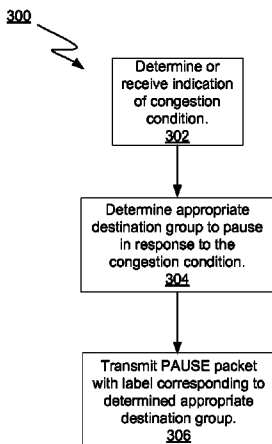 300
Determine or
receive indication
of congestion
condition.
302
Determine appropriate
destination group to pause
in response to the
congestion condition.
304
Transmit PAUSE packet
with label corresponding to
determined appropriate
destination group.
306